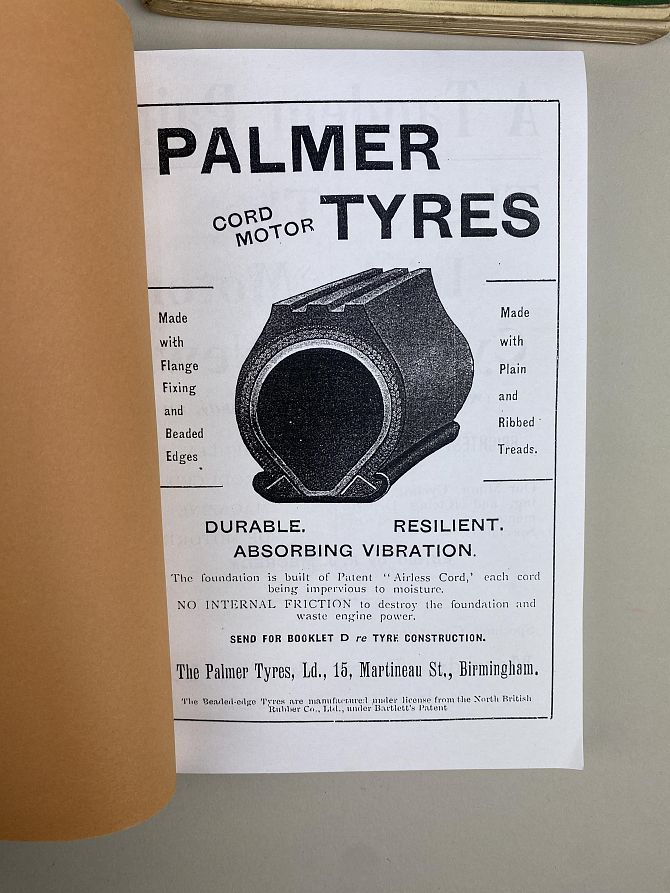 PALMER
CORD
MOTOR TYRES
Made
with
Flange
Fixing
and
Beaded
Edges
Made
with
Plain
and
Ribbed
Treads.
DURABLE. RESILIENT.
ABSORBING VIBRATION.
The foundation is built of Patent "Airless Cord,' each cord
being impervious to moisture.
NO INTERNAL FRICTION to destroy the foundation and
waste engine power.
SEND FOR BOOKLET D re TYRE CONSTRUCTION.
The Palmer Tyres, Ld., 15, Martineau St., Birmingham.
The Beaded-edge Tyres are manufactured under license from the North British
Rubber Co., Ltd., under Bartlett's Patent